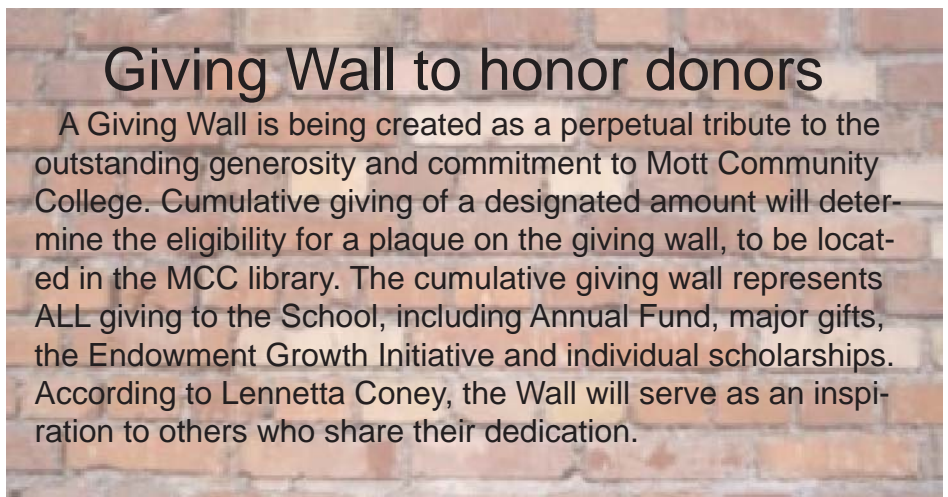 Giving Wall to honor donors
A Giving Wall is being created as a perpetual tribute to the
outstanding generosity and commitment to Mott Community
College. Cumulative giving of a designated amount will deter-
mine the eligibility for a plaque on the giving wall, to be locat-
ed in the MCC library. The cumulative giving wall represents
ALL giving to the School, including Annual Fund, major gifts,
the Endowment Growth Initiative and individual scholarships.
According to Lennetta Coney, the Wall will serve as an inspi-
ration to others who share their dedication.